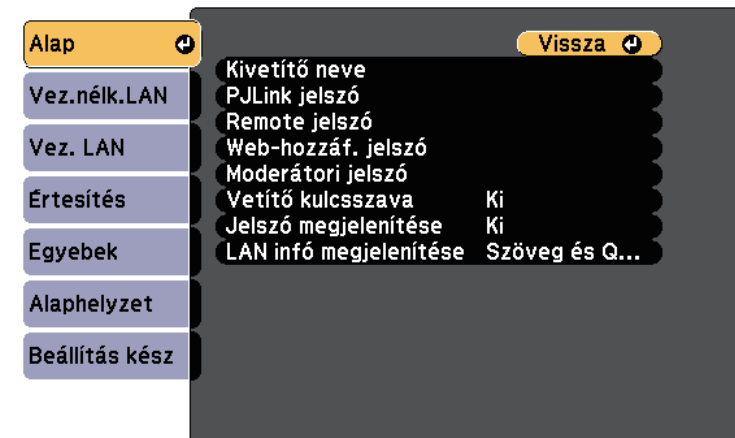 Alap
Vez.nélk.LAN
Vez. LAN
Értesítés
Egyebek
Alaphelyzet
Beállítás kész
Vissza
Kivetítő neve
PJLink jelszó
Remote jelszó
Web-hozzáf. jelszó
Moderátori jelszó
Vetítő kulcsszava Ki
Jelszó megjelenítése Ki
LAN infó megjelenítése Szöveg és Q...